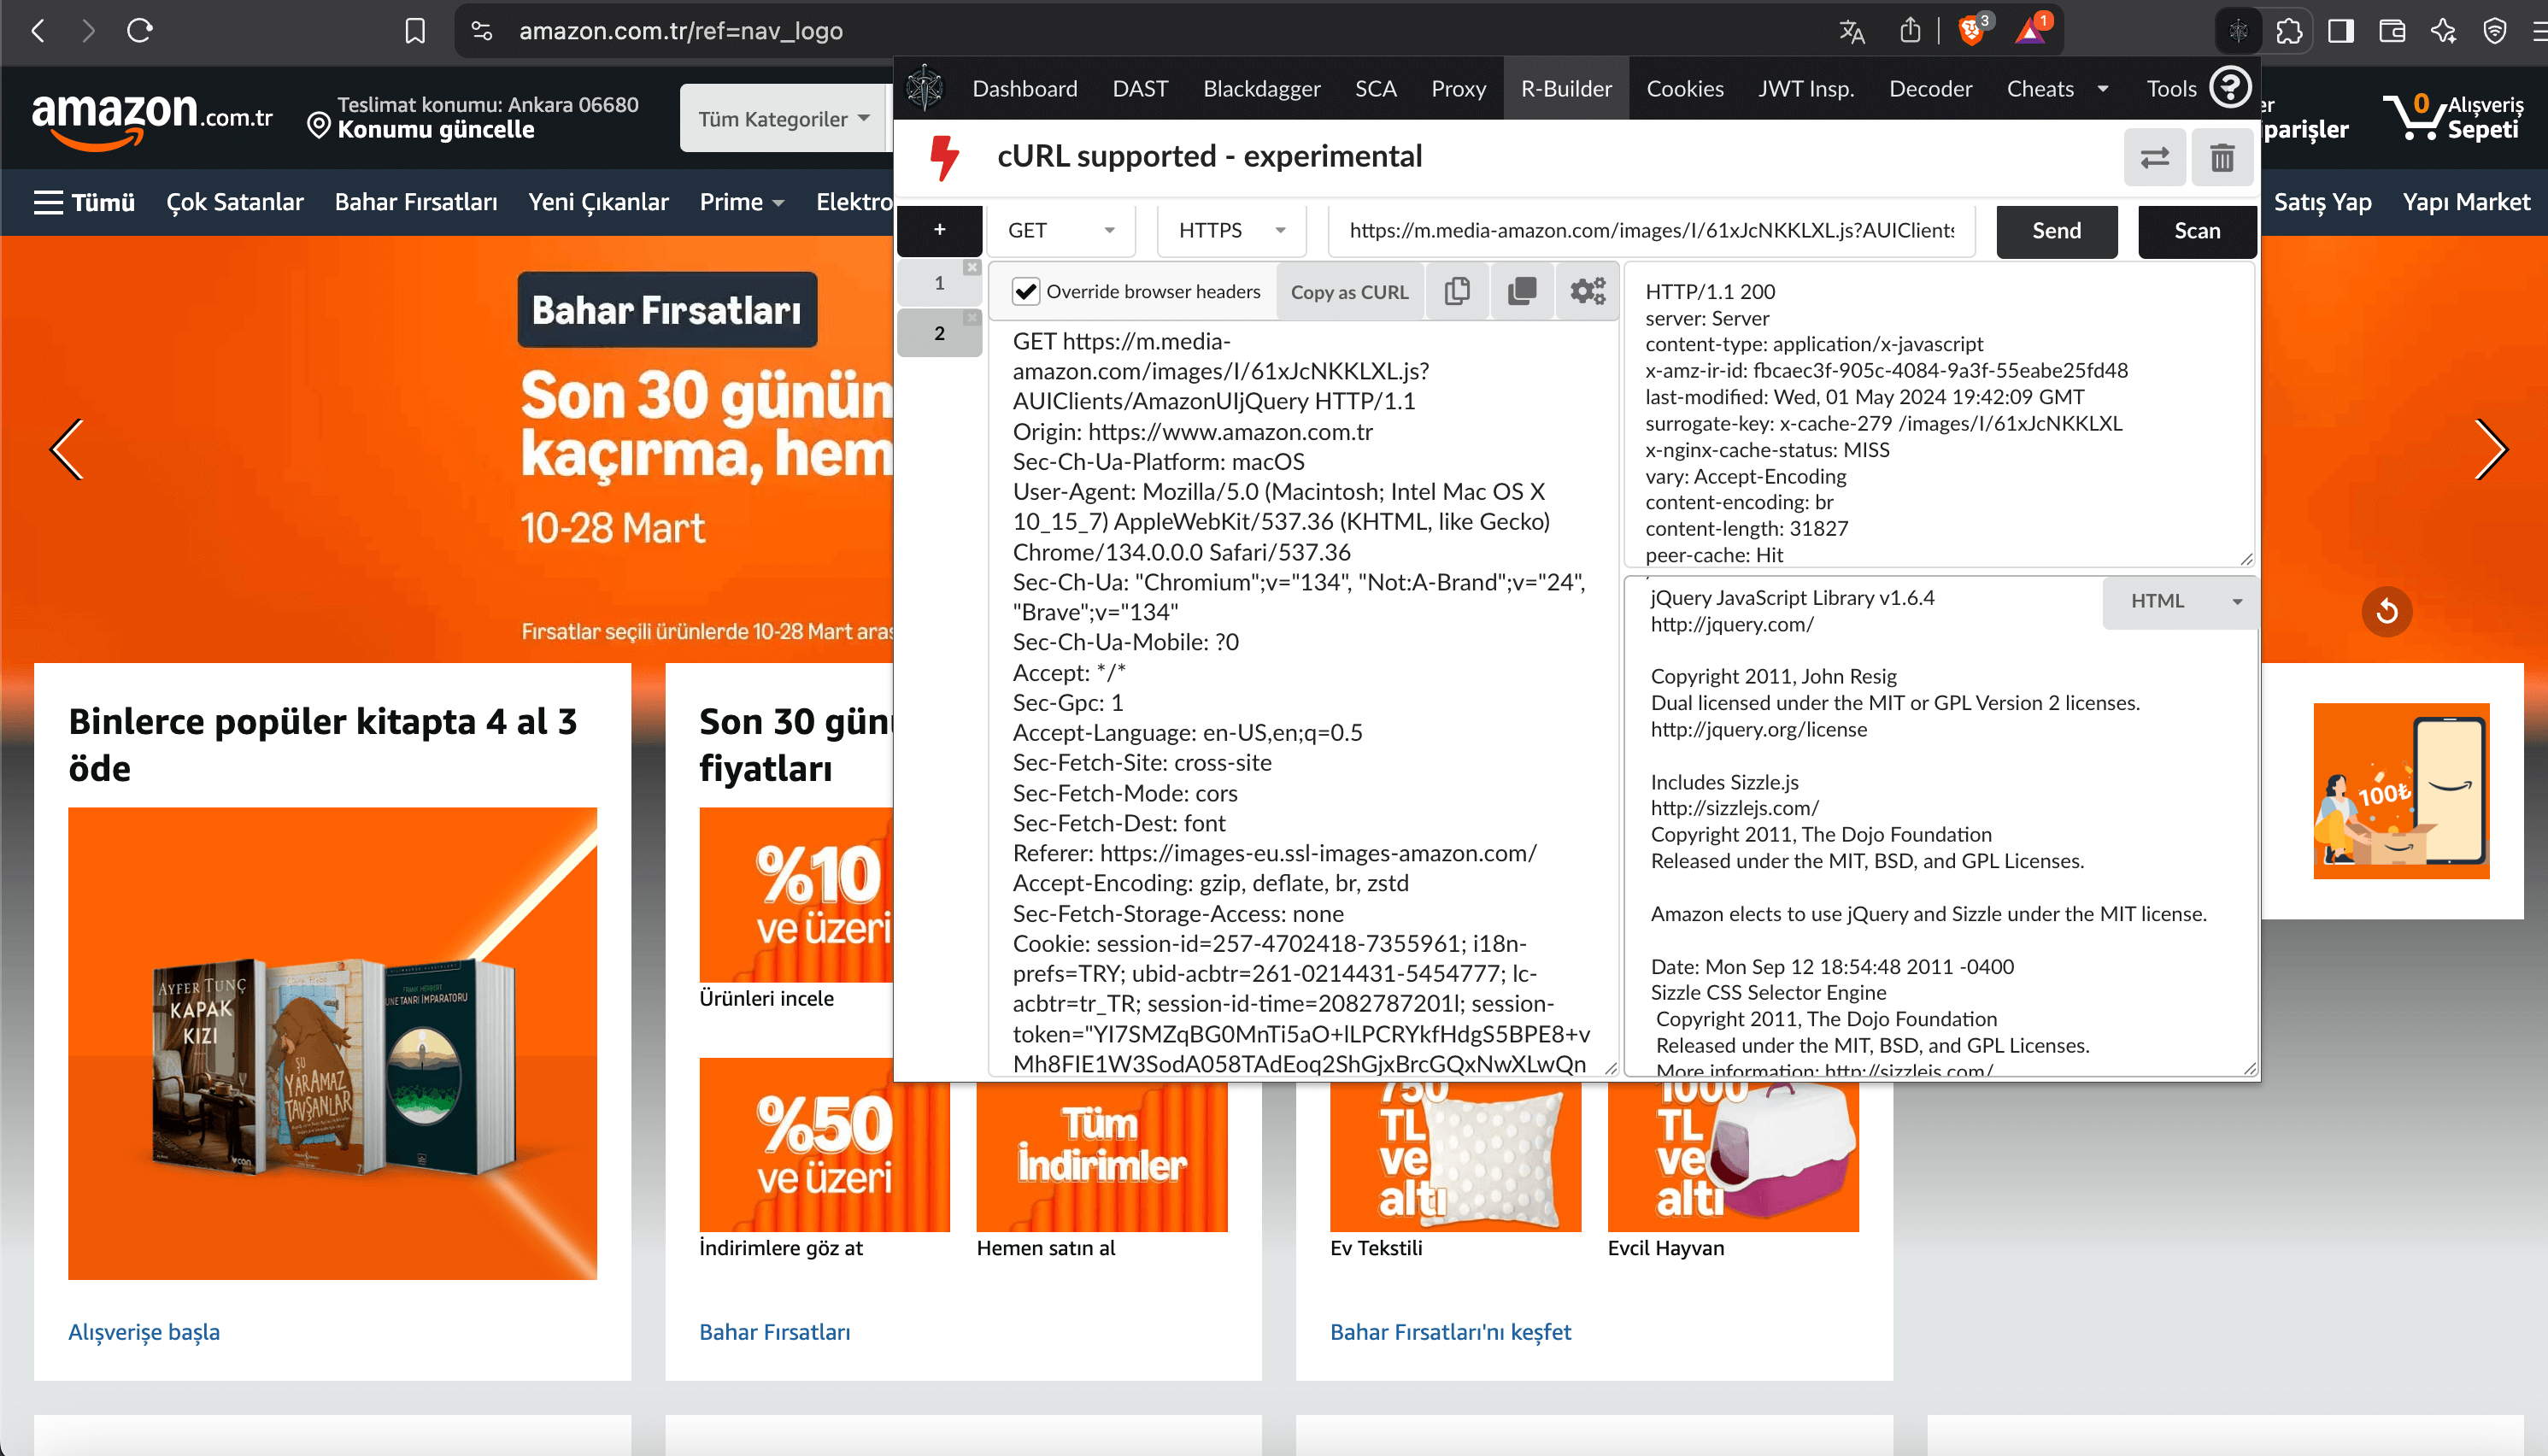 amazon.com.tr/ref=nav_logo
3
1
amazon.com.tr
Teslimat konumu: Ankara 06680
Konumu güncelle
Tüm Kategoriler
0
Alışveriş
Sepeti
Tümü
Çok Satanlar
Bahar Fırsatları
Yeni Çıkanlar
Prime
Elektro
Satış Yap
Yapı Market
Dashboard
DAST
Blackdagger
SCA
Proxy
R-Builder
Cookies
JWT Insp.
Decoder
Cheats
Tools
cURL supported - experimental
+
GET
HTTPS
https://m.media-amazon.com/images/I/61xJcNKKLXL.js?AUIClients
Send
Scan
1
2
Override browser headers
Copy as CURL
GET https://m.media-
amazon.com/images/I/61xJcNKKLXL.js?
AUIClients/AmazonUIjQuery HTTP/1.1
Origin: https://www.amazon.com.tr
Sec-Ch-Ua-Platform: macOS
User-Agent: Mozilla/5.0 (Macintosh; Intel Mac OS X
10_15_7) AppleWebKit/537.36 (KHTML, like Gecko)
Chrome/134.0.0.0 Safari/537.36
Sec-Ch-Ua: "Chromium";v="134", "Not:A-Brand";v="24",
"Brave";v="134"
Sec-Ch-Ua-Mobile: ?0
Accept: */*
Sec-Gpc: 1
Accept-Language: en-US,en;q=0.5
Sec-Fetch-Site: cross-site
Sec-Fetch-Mode: cors
Sec-Fetch-Dest: font
Referer: https://images-eu.ssl-images-amazon.com/
Accept-Encoding: gzip, deflate, br, zstd
Sec-Fetch-Storage-Access: none
Cookie: session-id=257-4702418-7355961; i18n-
prefs=TRY; ubid-acbtr=261-0214431-5454777; lc-
acbtr=tr_TR; session-id-time=2082787201l; session-
token="YI7SMZqBG0MnTi5aO+lLPCRYkfHdgS5BPE8+v
Mh8FIE1W3SodA058TAdEoq2ShGjxBrcGQxNwXLwQn
HTTP/1.1 200
server: Server
content-type: application/x-javascript
x-amz-ir-id: fbcaec3f-905c-4084-9a3f-55eabe25fd48
last-modified: Wed, 01 May 2024 19:42:09 GMT
surrogate-key: x-cache-279 /images/I/61xJcNKKLXL
x-nginx-cache-status: MISS
vary: Accept-Encoding
content-encoding: br
content-length: 31827
peer-cache: Hit
HTML
jQuery JavaScript Library v1.6.4
http://jquery.com/
Copyright 2011, John Resig
Dual licensed under the MIT or GPL Version 2 licenses.
http://jquery.org/license
Includes Sizzle.js
http://sizzlejs.com/
Copyright 2011, The Dojo Foundation
Released under the MIT, BSD, and GPL Licenses.
Amazon elects to use jQuery and Sizzle under the MIT license.
Date: Mon Sep 12 18:54:48 2011 -0400
Sizzle CSS Selector Engine
Copyright 2011, The Dojo Foundation
Released under the MIT, BSD, and GPL Licenses.
More information: http://sizzlejs.com/
Bahar Fırsatları
Son 30 günün
kaçırma, hem
10-28 Mart
Fırsatlar seçili ürünlerde 10-28 Mart aras
Binlerce popüler kitapta 4 al 3
öde
AYFER TUNÇ
KAPAK
KIZI
ŞU
YARAMAZ
TAVŞANLAR
FRANK HERBERT
DUNE TANRI İMPARATORU
Alışverişe başla
Son 30 gün
fiyatları
%10
ve üzeri
Ürünleri incele
%50
ve üzeri
İndirimlere göz at
Tüm
İndirimler
Hemen satın al
Bahar Fırsatları
750
TL
ve
altı
Ev Tekstili
1000
TL
ve
altı
Evcil Hayvan
Bahar Fırsatları'nı keşfet
100₺